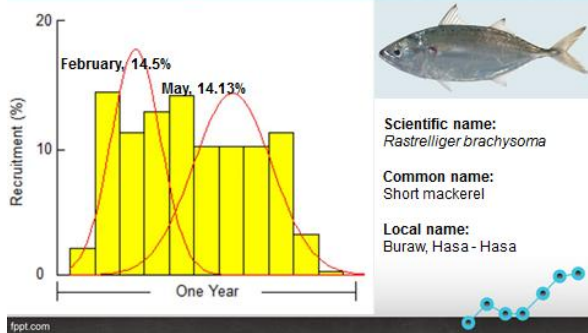 20
February, 14.5%
May, 14.13%
Recruitment (%)
10
0
One Year
Scientific name:
Rastrelliger brachysoma
Common name:
Short mackerel
Local name:
Buraw, Hasa - Hasa
fppt.com